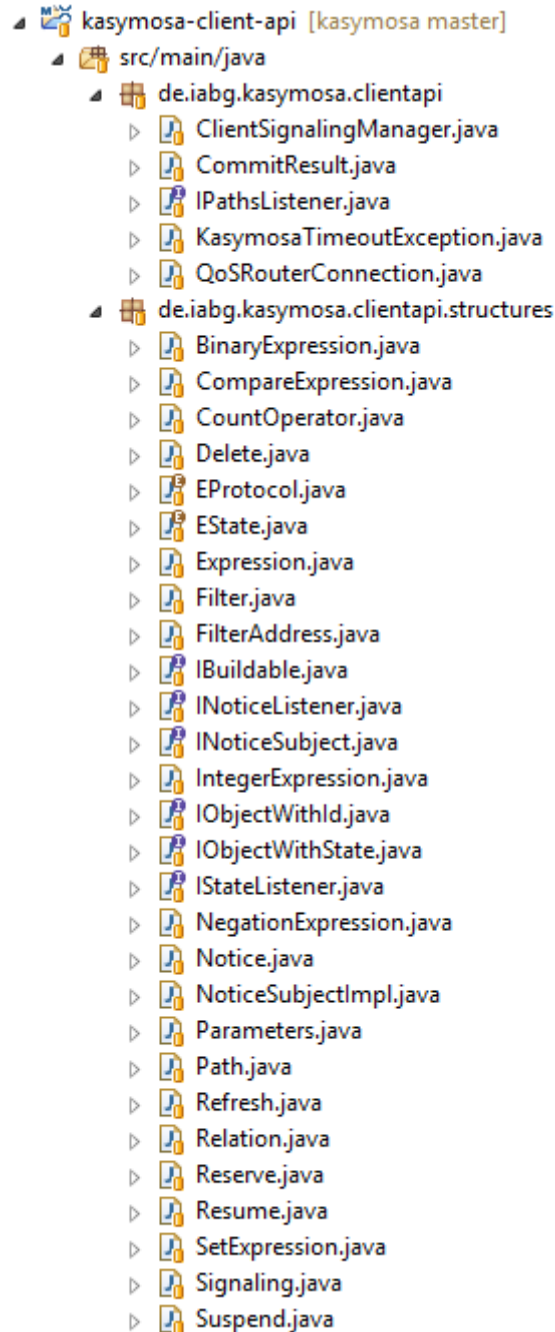 kasymosa-client-api [kasymosa master]
src/main/java
de.iabg.kasymosa.clientapi
ClientSignalingManager.java
CommitResult.java
IPathsListener.java
KasymosaTimeoutException.java
QoSRouterConnection.java
de.iabg.kasymosa.clientapi.structures
BinaryExpression.java
CompareExpression.java
CountOperator.java
Delete.java
EProtocol.java
EState.java
Expression.java
Filter.java
FilterAddress.java
IBuildable.java
INoticeListener.java
INoticeSubject.java
IntegerExpression.java
IObjectWithId.java
IObjectWithState.java
IStateListener.java
NegationExpression.java
Notice.java
NoticeSubjectImpl.java
Parameters.java
Path.java
Refresh.java
Relation.java
Reserve.java
Resume.java
SetExpression.java
Signaling.java
Suspend.java